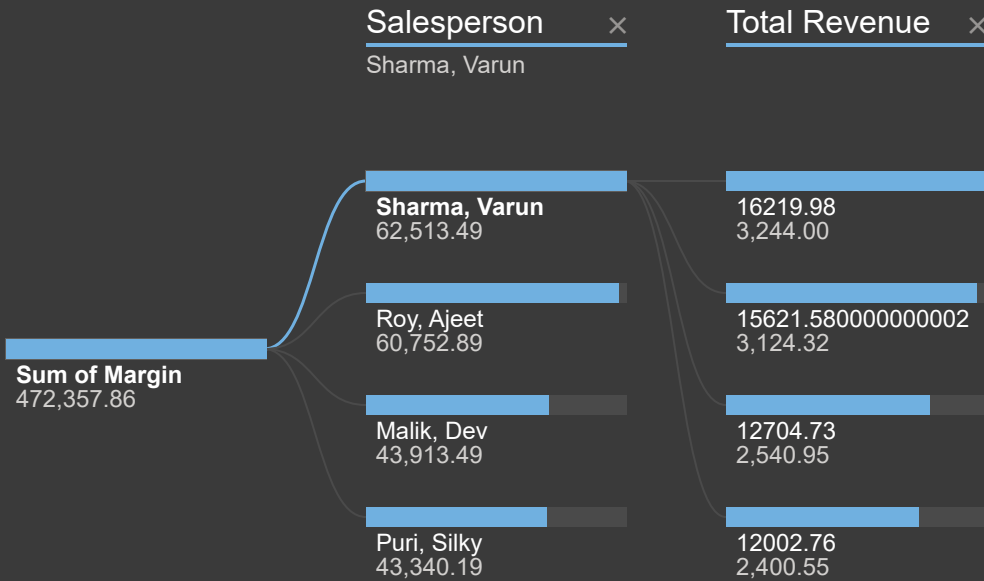 Salesperson ×
Sharma, Varun
Total Revenue ×
Sum of Margin
472,357.86
Sharma, Varun
62,513.49
Roy, Ajeet
60,752.89
Malik, Dev
43,913.49
Puri, Silky
43,340.19
16219.98
3,244.00
15621.580000000002
3,124.32
12704.73
2,540.95
12002.76
2,400.55